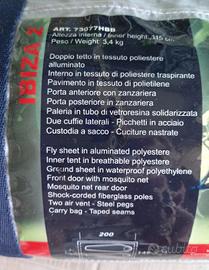 IBIZA 2
ART. 73077HBB
Altezza interna / Inner height. 115 cm.
Peso / Weight. 3,4 kg
Doppio tetto in tessuto poliestere
alluminato
Interno in tessuto di poliestere traspirante
Pavimento in tessuto di polietilene
Porta anteriore con zanzariera
Porta posteriore in zanzariera
Paleria in tubo di vetroresina solidarizzata
Due cuffie laterali - Picchetti in acciaio
Custodia a sacco - Cuciture nastrate
Fly sheet in aluminated polyester
Inner tent in breathable polyester
Ground sheet in waterproof polyethylene
Front door with mosquito net
Mosquito net rear door
Shock-corded fiberglass poles
Two air vent - Steel pegs
Carry bag - Taped seams
200
subito